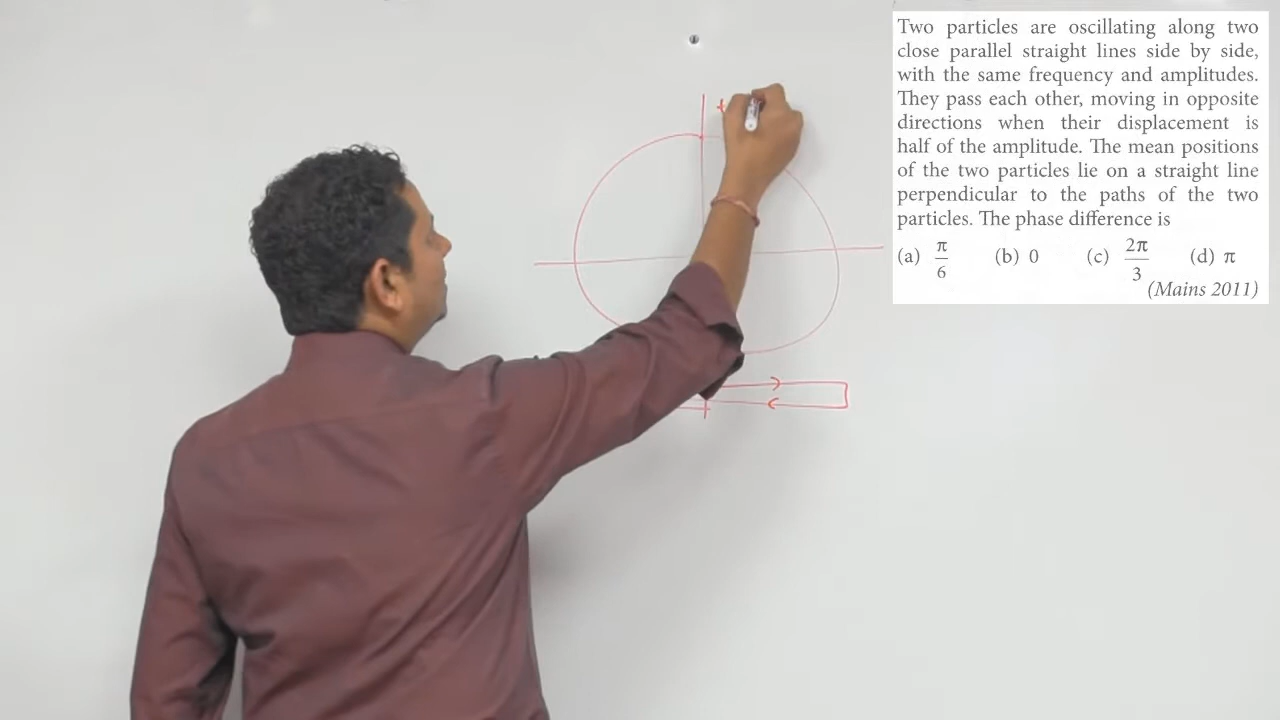 Two particles are oscillating along two
close parallel straight lines side by side,
with the same frequency and amplitudes.
They pass each other, moving in opposite
directions when their displacement is
half of the amplitude. The mean positions
of the two particles lie on a straight line
perpendicular to the paths of the two
particles. The phase difference is
(a) π/6 (b) 0 (c) 2π/3 (d) π
(Mains 2011)